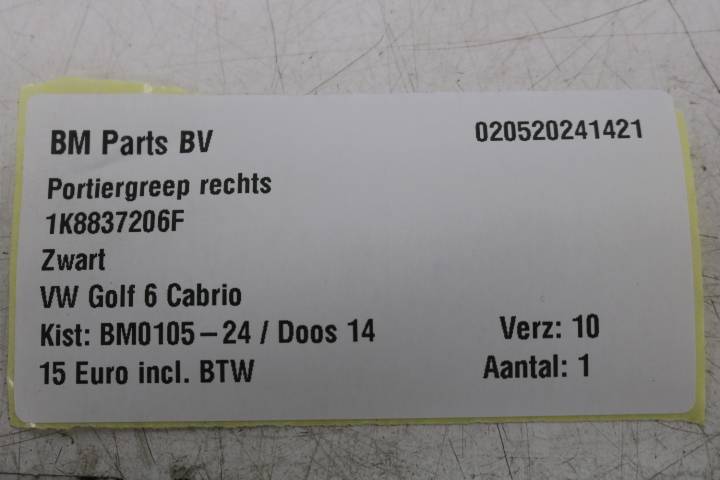 BM Parts BV 020520241421
Portiergreep rechts
1K8837206F
Zwart
VW Golf 6 Cabrio
Kist: BM0105-24 / Doos 14 Verz: 10
15 Euro incl. BTW Aantal: 1